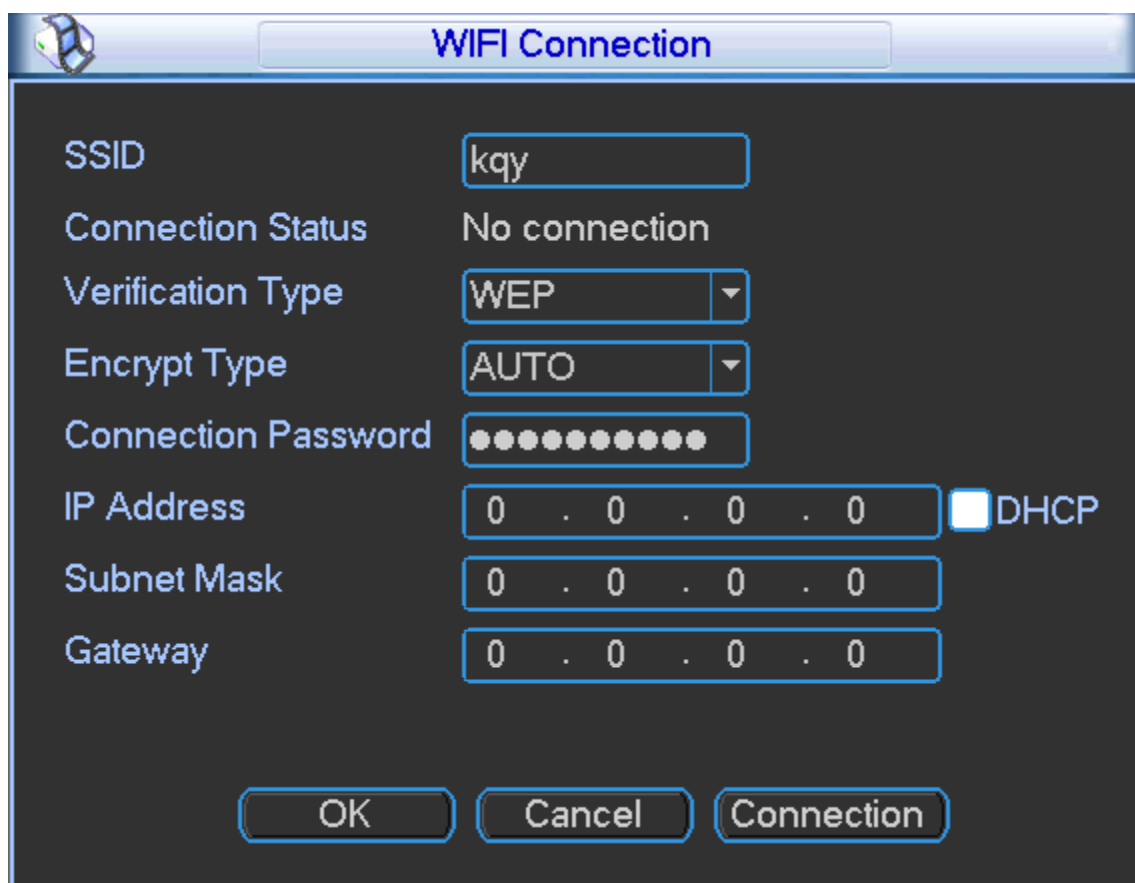 WIFI Connection
SSID kqy
Connection Status No connection
Verification Type WEP
Encrypt Type AUTO
Connection Password ●●●●●●●●●●
IP Address 0 . 0 . 0 . 0 DHCP
Subnet Mask 0 . 0 . 0 . 0
Gateway 0 . 0 . 0 . 0
OK Cancel Connection